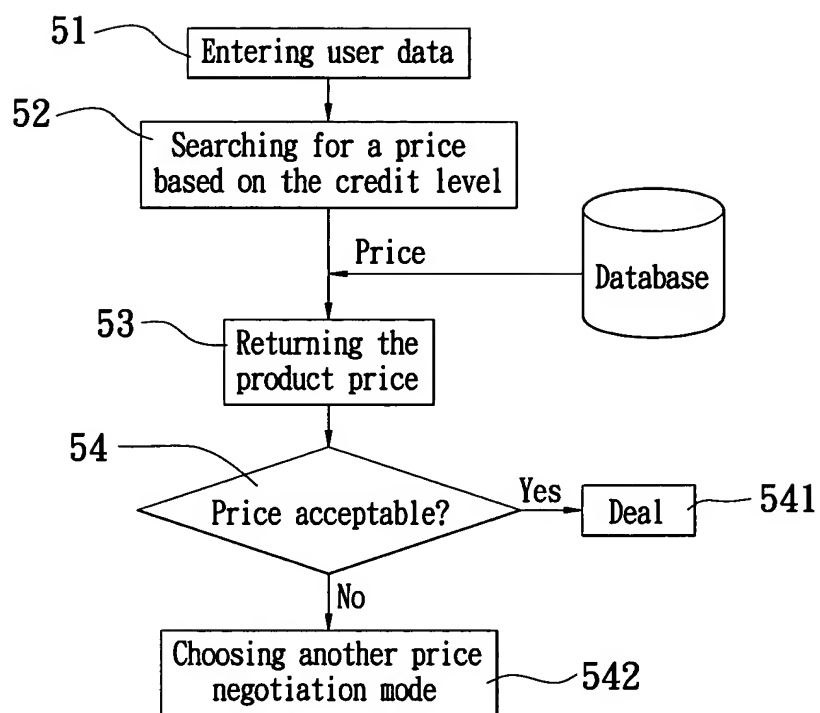 51
Entering user data
52
Searching for a price
based on the credit level
Price
Database
53
Returning the
product price
54
Price acceptable?
Yes
Deal
541
No
Choosing another price
negotiation mode
542